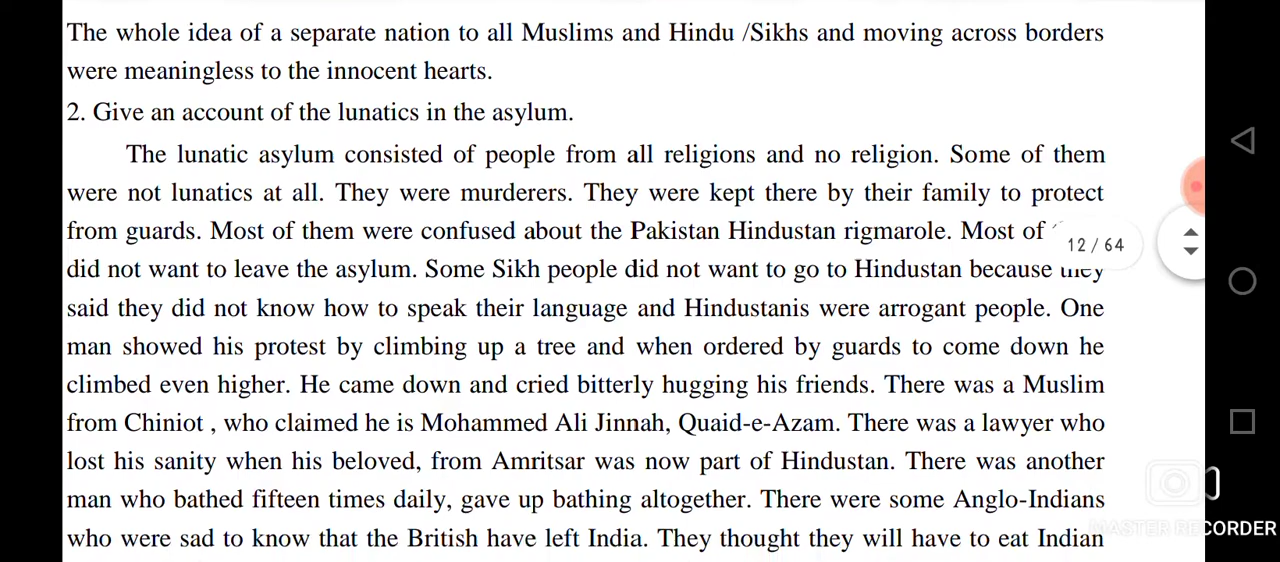 The whole idea of a separate nation to all Muslims and Hindu /Sikhs and moving across borders
were meaningless to the innocent hearts.
2. Give an account of the lunatics in the asylum.
The lunatic asylum consisted of people from all religions and no religion. Some of them
were not lunatics at all. They were murderers. They were kept there by their family to protect
from guards. Most of them were confused about the Pakistan Hindustan rigmarole. Most of
12 / 64
did not want to leave the asylum. Some Sikh people did not want to go to Hindustan because they
said they did not know how to speak their language and Hindustanis were arrogant people. One
man showed his protest by climbing up a tree and when ordered by guards to come down he
climbed even higher. He came down and cried bitterly hugging his friends. There was a Muslim
from Chiniot , who claimed he is Mohammed Ali Jinnah, Quaid-e-Azam. There was a lawyer who
lost his sanity when his beloved, from Amritsar was now part of Hindustan. There was another
man who bathed fifteen times daily, gave up bathing altogether. There were some Anglo-Indians
MASTER RECORDER
who were sad to know that the British have left India. They thought they will have to eat Indian